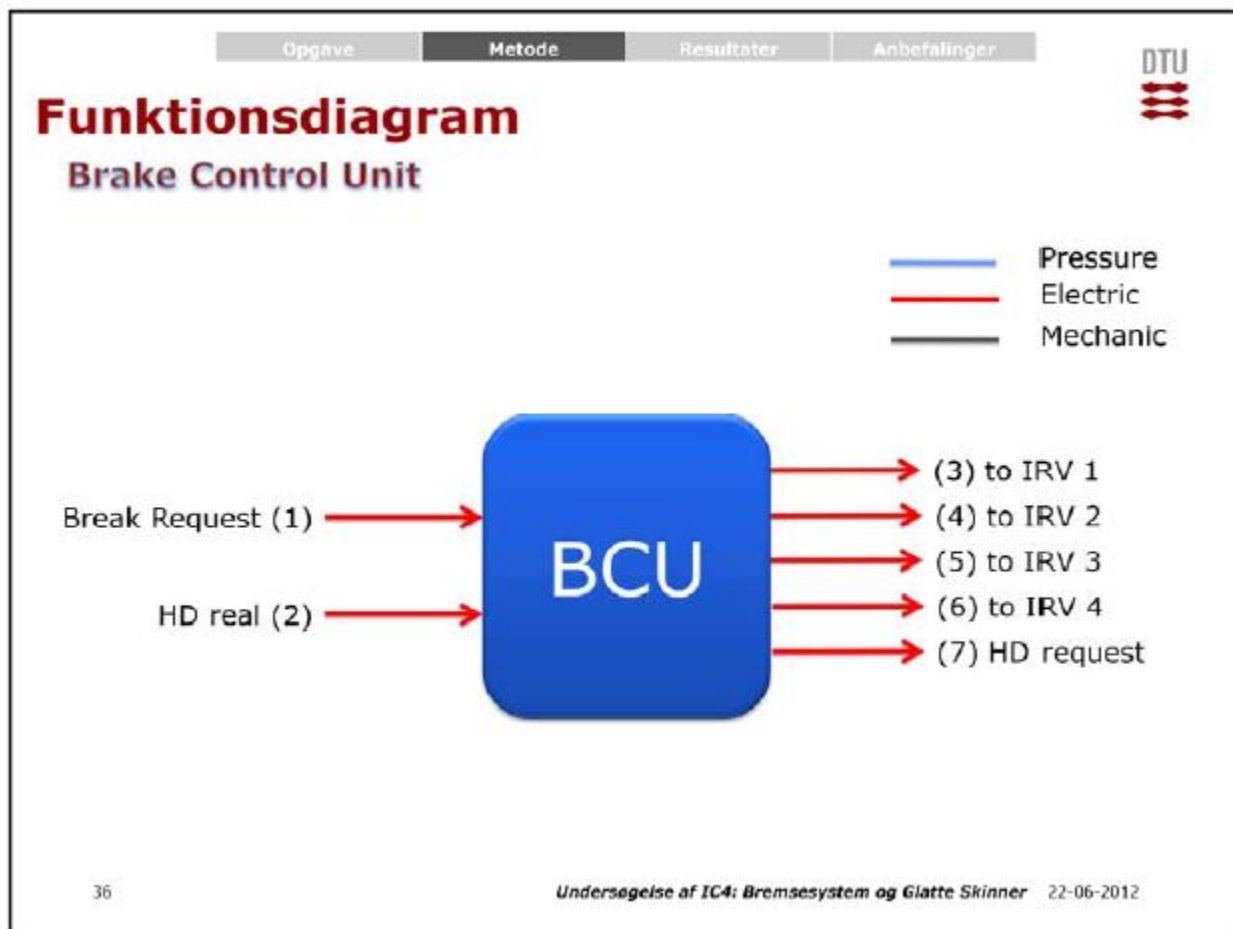 Opgave Metode Resultater Anbefalinger
DTU
Funktionsdiagram
Brake Control Unit
Pressure
Electric
Mechanic
Break Request (1)
HD real (2)
BCU
(3) to IRV 1
(4) to IRV 2
(5) to IRV 3
(6) to IRV 4
(7) HD request
36 Undersøgelse af IC4: Bremsesystem og Glatte Skinner 22-06-2012